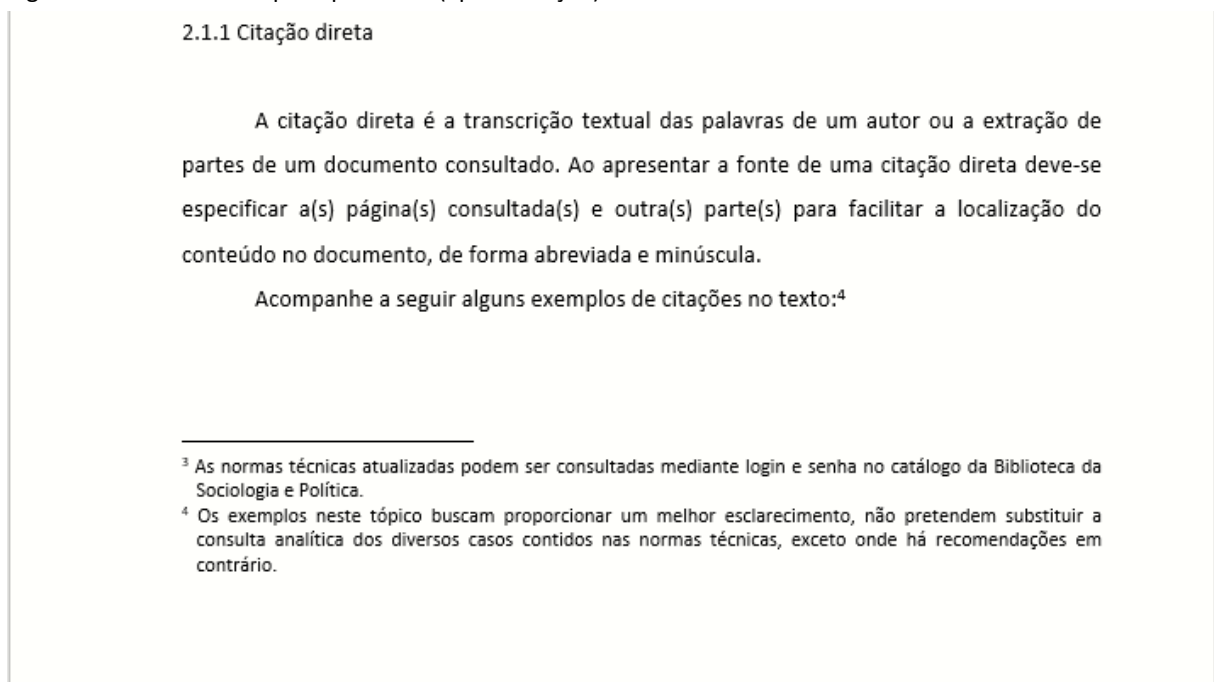 2.1.1 Citação direta
A citação direta é a transcrição textual das palavras de um autor ou a extração de
partes de um documento consultado. Ao apresentar a fonte de uma citação direta deve-se
especificar a(s) página(s) consultada(s) e outra(s) parte(s) para facilitar a localização do
conteúdo no documento, de forma abreviada e minúscula.
Acompanhe a seguir alguns exemplos de citações no texto:⁴
³ As normas técnicas atualizadas podem ser consultadas mediante login e senha no catálogo da Biblioteca da
Sociologia e Política.
⁴ Os exemplos neste tópico buscam proporcionar um melhor esclarecimento, não pretendem substituir a
consulta analítica dos diversos casos contidos nas normas técnicas, exceto onde há recomendações em
contrário.